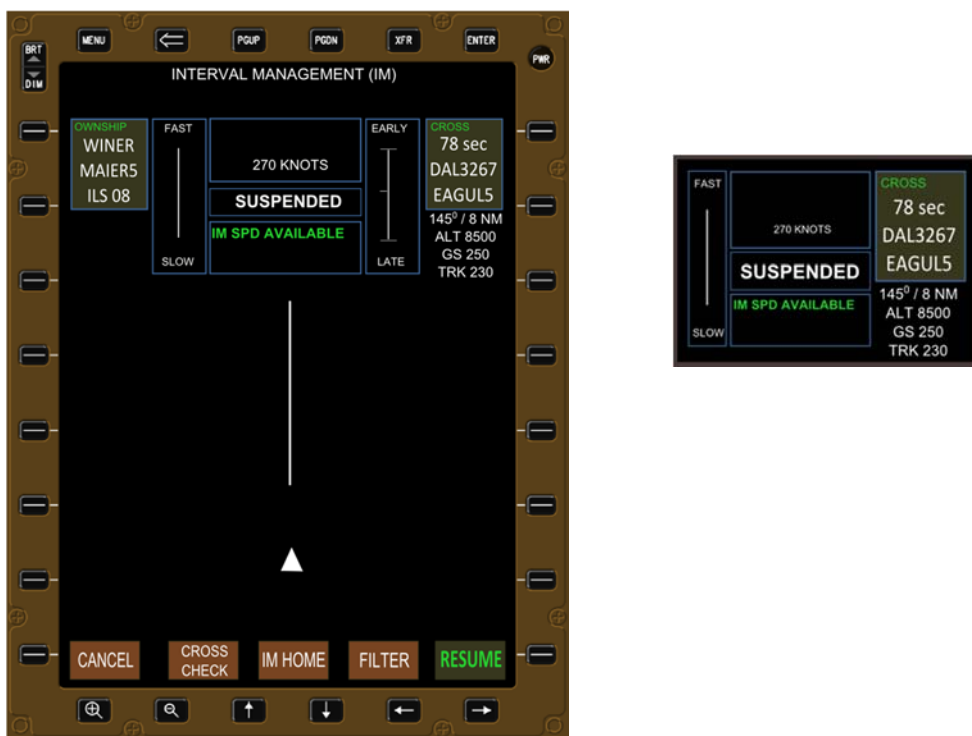 MENU
PGUP
PGDN
XFR
ENTER
BRT
DIM
PWR
INTERVAL MANAGEMENT (IM)
OWNSHIP
WINER
MAIER5
ILS 08
FAST
SLOW
270 KNOTS
SUSPENDED
IM SPD AVAILABLE
EARLY
LATE
CROSS
78 sec
DAL3267
EAGUL5
145⁰ / 8 NM
ALT 8500
GS 250
TRK 230
CANCEL
CROSS
CHECK
IM HOME
FILTER
RESUME
FAST
SLOW
270 KNOTS
SUSPENDED
IM SPD AVAILABLE
CROSS
78 sec
DAL3267
EAGUL5
145⁰ / 8 NM
ALT 8500
GS 250
TRK 230